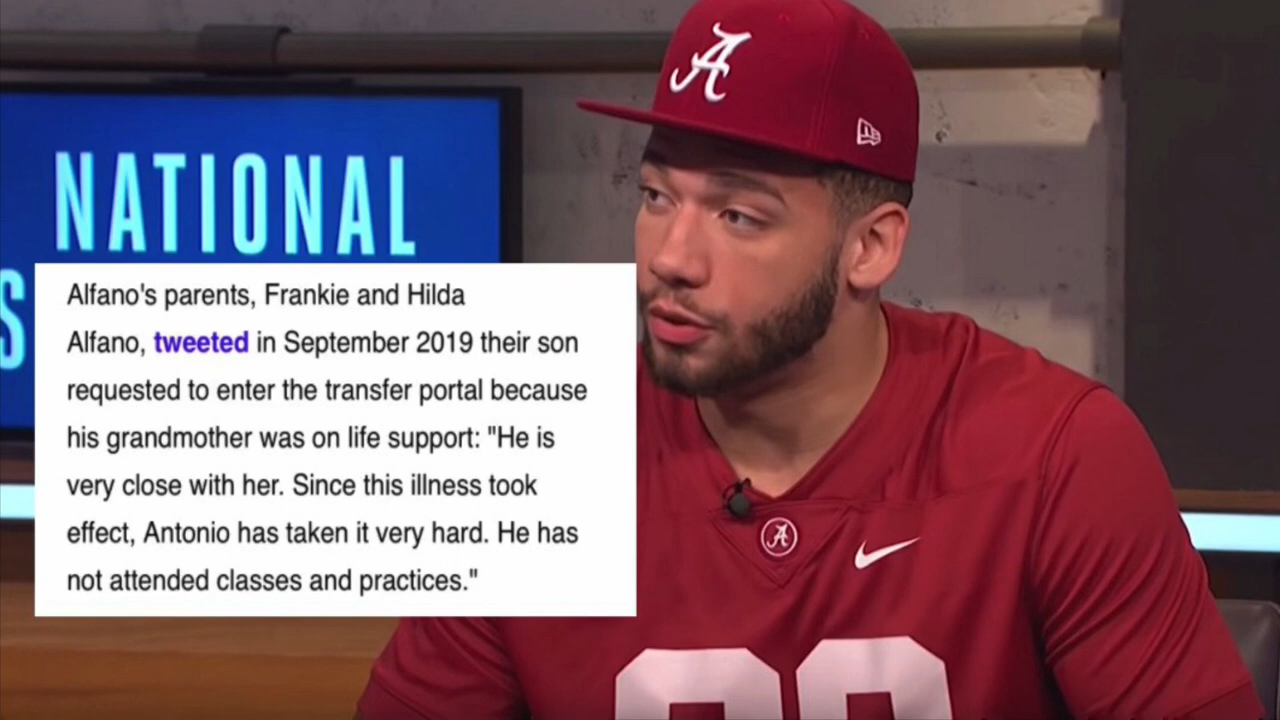 NATIONAL
S
Alfano's parents, Frankie and Hilda
Alfano, tweeted in September 2019 their son
requested to enter the transfer portal because
his grandmother was on life support: "He is
very close with her. Since this illness took
effect, Antonio has taken it very hard. He has
not attended classes and practices."
A
A